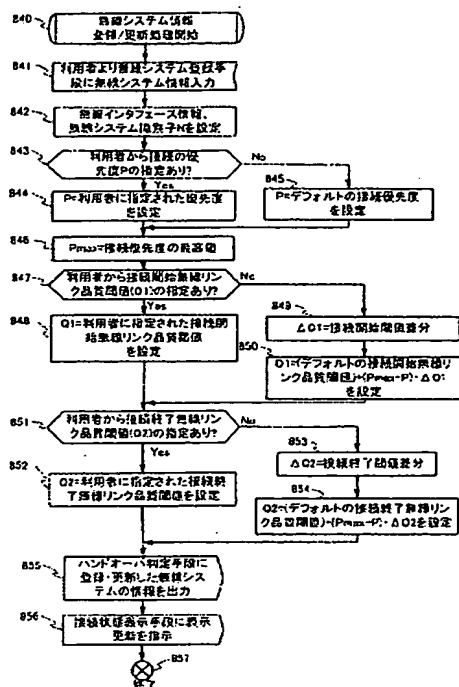 840
無線システム情報
登録/更新処理開始
841
利用者より無線システム登録手
段に無線システム情報入力
842
無線インタフェース情報、
無線システム識別子Nを設定
843
利用者から接続の優
先度Pの指定あり?
No
Yes
844
P=利用者に指定された優先度
を設定
845
P=デフォルトの接続優先度
を設定
846
Pmax=接続優先度の最高値
847
利用者から接続開始無線リンク
品質閾値(Q1)の指定あり?
No
Yes
848
Q1=利用者に指定された接続開
始無線リンク品質閾値
を設定
849
ΔQ1=接続開始閾値差分
850
Q1=(デフォルトの接続開始無線リ
ンク品質閾値)+(Pmax-P)・ΔQ1
を設定
851
利用者から接続終了無線リン
ク品質閾値(Q2)の指定あり?
No
Yes
852
Q2=利用者に指定された接続終
了無線リンク品質閾値を設定
853
ΔQ2=接続終了閾値差分
854
Q2=(デフォルトの接続終了無線リ
ンク品質閾値)+(Pmax-P)・ΔQ2を設定
855
ハンドオーバ判定手段に
登録・更新した無線シス
テムの情報を出力
856
接続状態表示手段に表示
更新を指示
857
終了